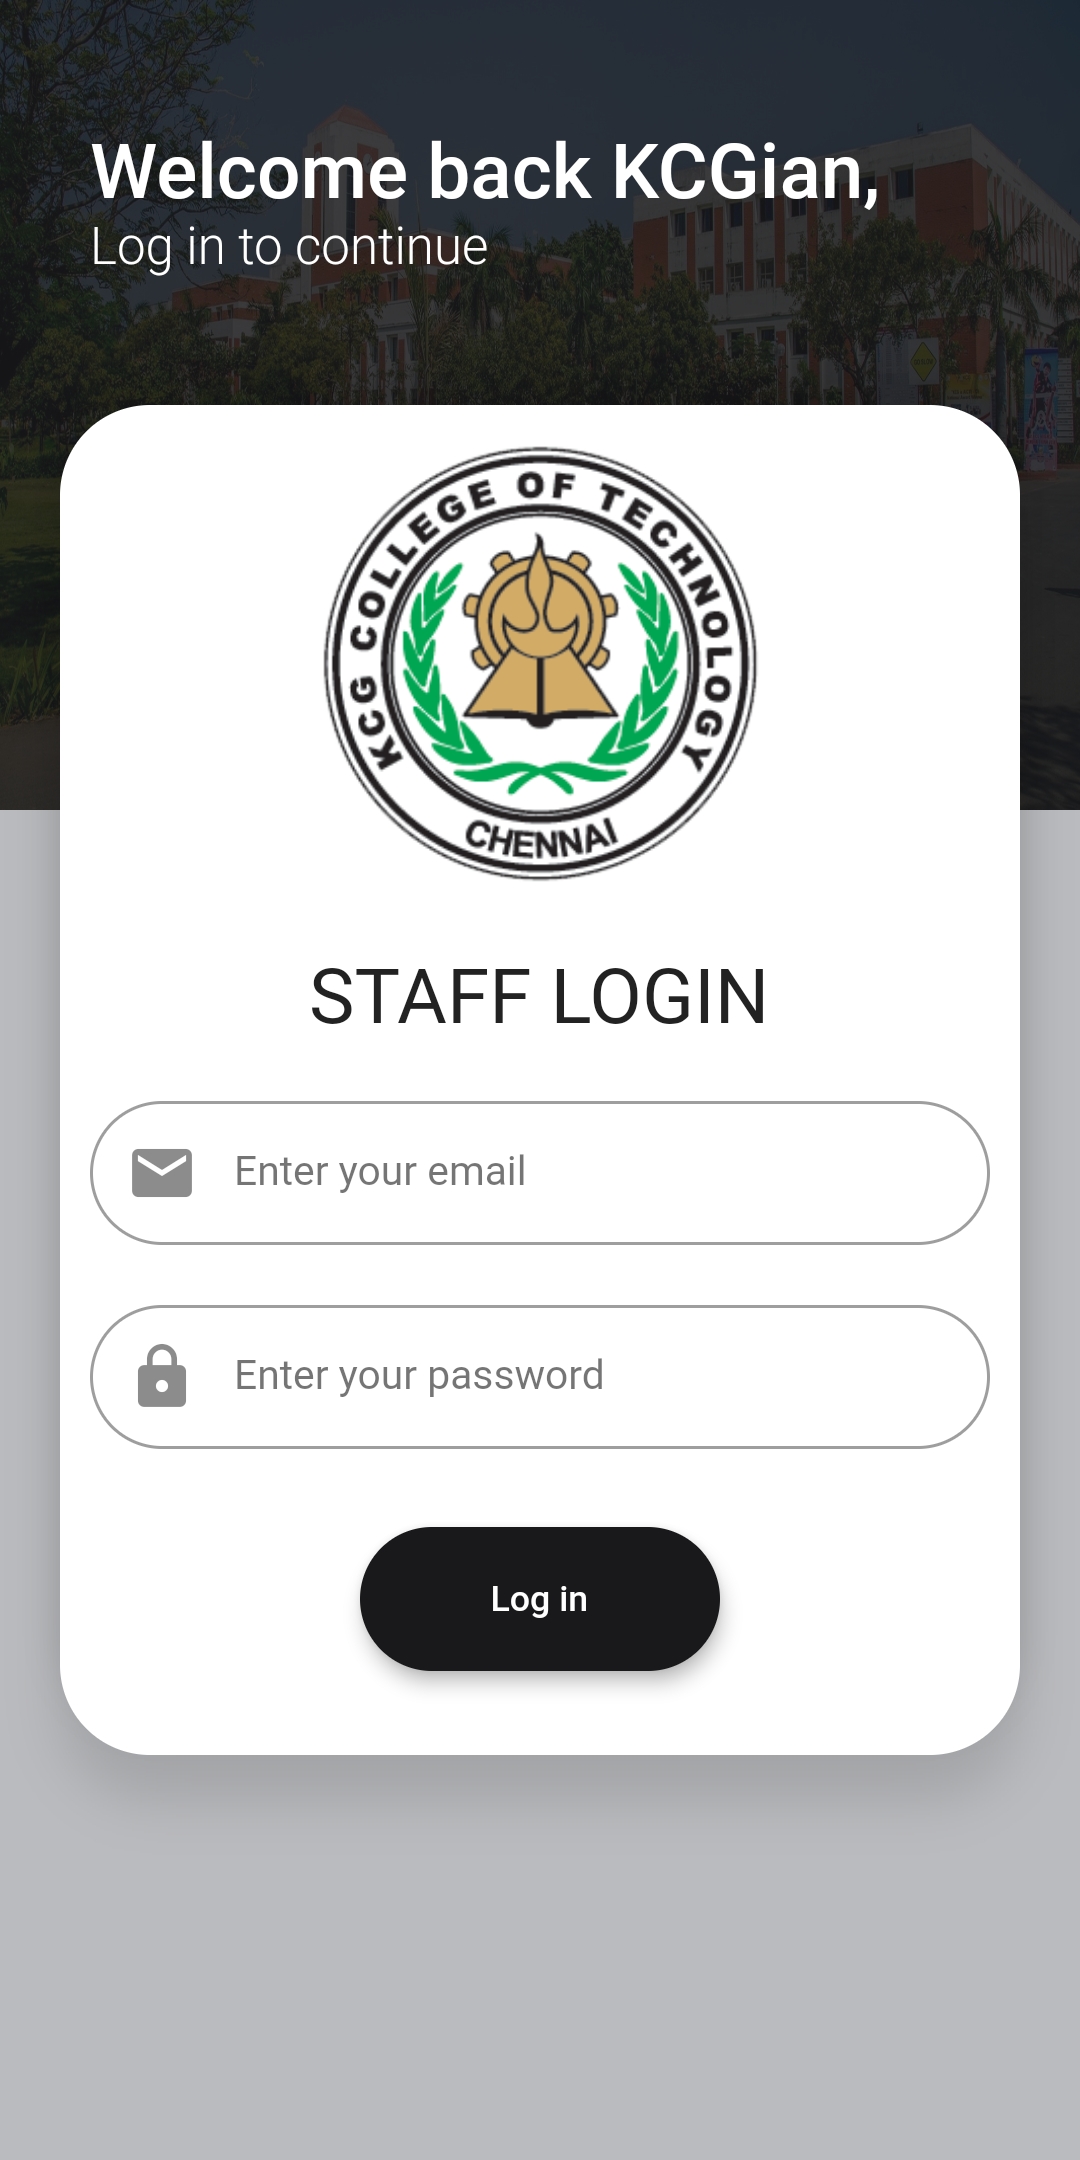 Welcome back KCGian,
Log in to continue
KCG COLLEGE OF TECHNOLOGY
CHENNAI
STAFF LOGIN
Enter your email
Enter your password
Log in